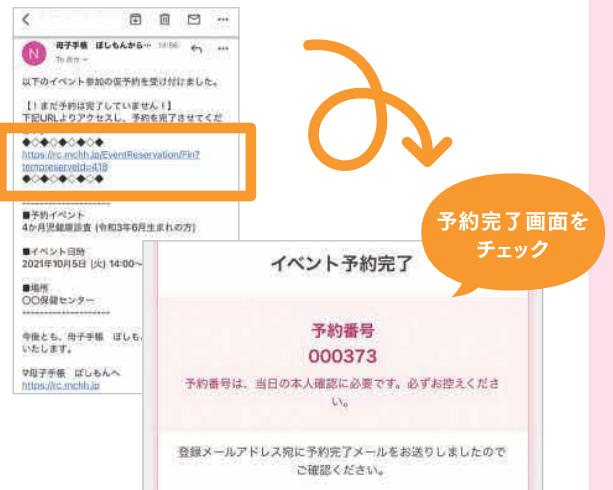 母子手帳 ぼしもんから… 14:56
N
To 自分
以下のイベント参加の仮予約を受け付けました。
【！まだ予約は完了していません！】
下記URLよりアクセスし、予約を完了させてくだ
◆◇◆◇◆◇◆◇◆
https://rc.mchh.jp/EventReservation/Fin?
tempreserveId=418
◆◇◆◇◆◇◆◇◆
--------------------
■予約イベント
4か月児健康診査 (令和3年6月生まれの方)
■イベント日時
2021年10月5日 (火) 14:00～
■場所
〇〇保健センター
--------------------
今後とも、母子手帳 ぼしも
いたします。
▽母子手帳 ぼしもんへ
https://rc.mchh.jp
予約完了画面を
チェック
イベント予約完了
予約番号
000373
予約番号は、当日の本人確認に必要です。必ずお控えくださ
い。
登録メールアドレス宛に予約完了メールをお送りしましたので
ご確認ください。